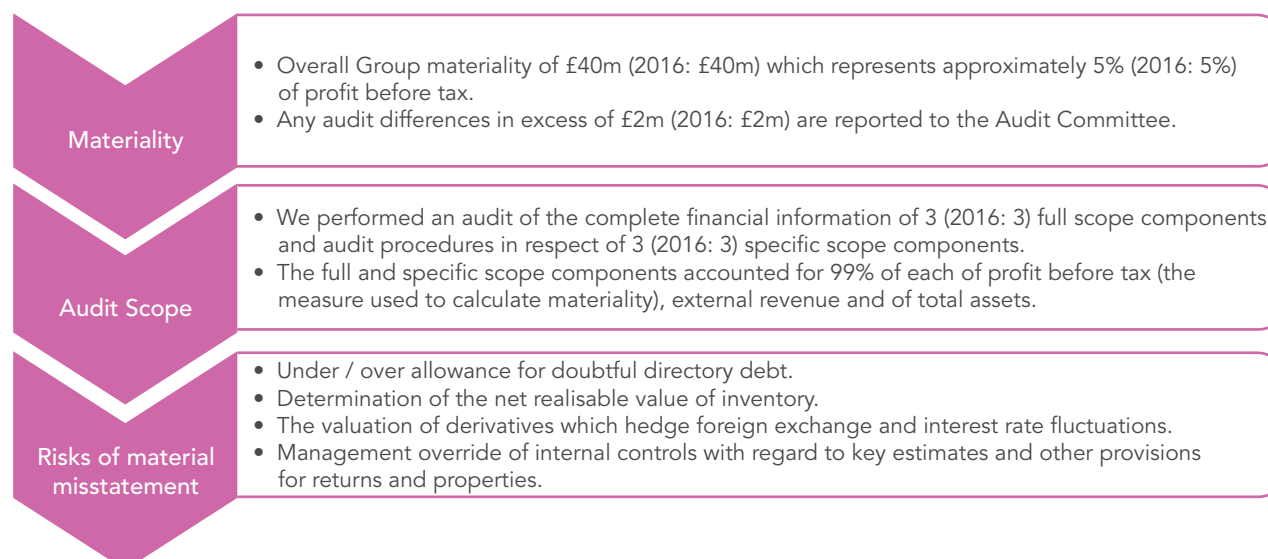 Materiality
• Overall Group materiality of £40m (2016: £40m) which represents approximately 5% (2016: 5%)
of profit before tax.
• Any audit differences in excess of £2m (2016: £2m) are reported to the Audit Committee.
Audit Scope
• We performed an audit of the complete financial information of 3 (2016: 3) full scope components
and audit procedures in respect of 3 (2016: 3) specific scope components.
• The full and specific scope components accounted for 99% of each of profit before tax (the
measure used to calculate materiality), external revenue and of total assets.
Risks of material
misstatement
• Under / over allowance for doubtful directory debt.
• Determination of the net realisable value of inventory.
• The valuation of derivatives which hedge foreign exchange and interest rate fluctuations.
• Management override of internal controls with regard to key estimates and other provisions
for returns and properties.